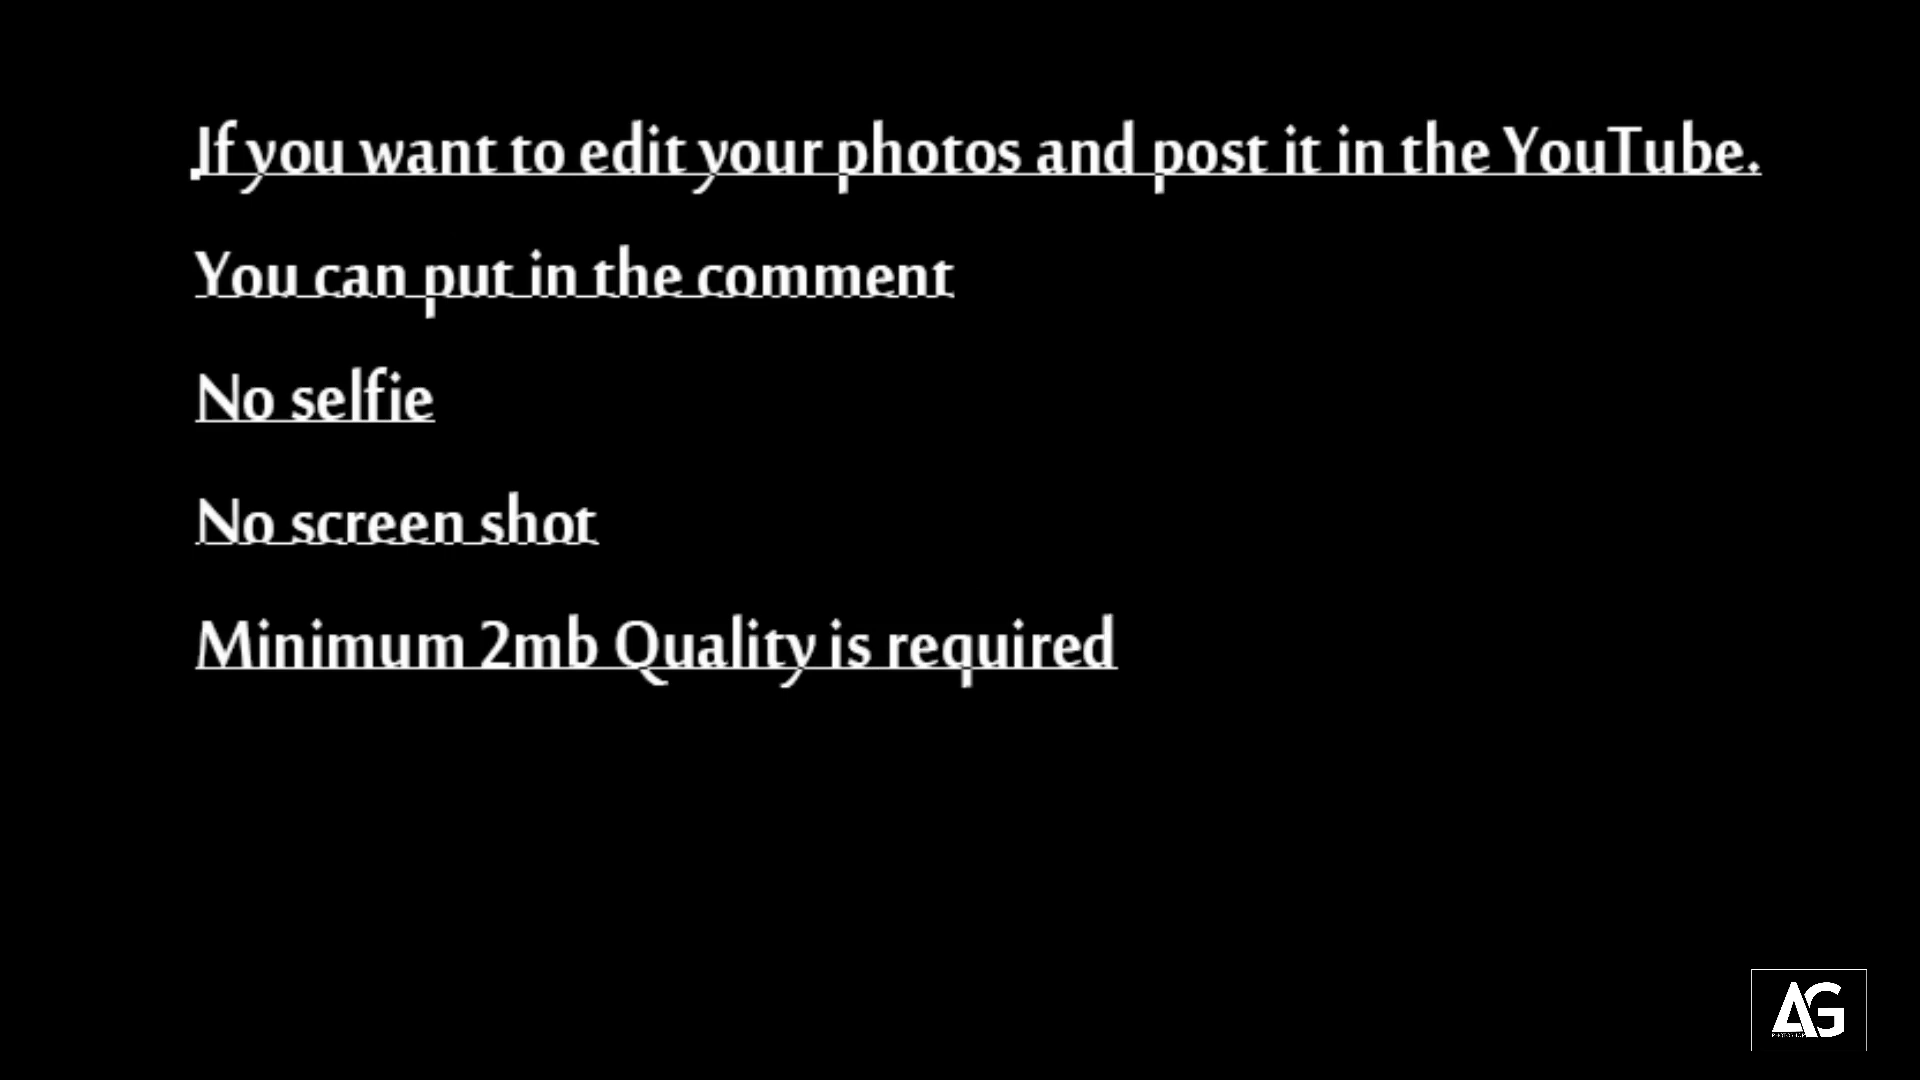 If you want to edit your photos and post it in the YouTube.
You can put in the comment
No selfie
No screen shot
Minimum 2mb Quality is required
AG